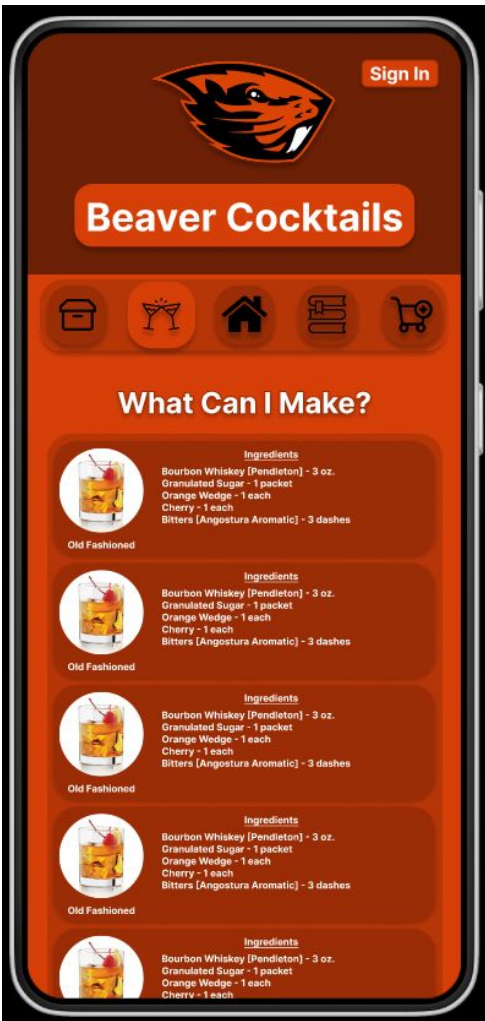 Sign In
Beaver Cocktails
What Can I Make?
Ingredients
Bourbon Whiskey [Pendleton] - 3 oz.
Granulated Sugar - 1 packet
Orange Wedge - 1 each
Cherry - 1 each
Bitters [Angostura Aromatic] - 3 dashes
Old Fashioned
Ingredients
Bourbon Whiskey [Pendleton] - 3 oz.
Granulated Sugar - 1 packet
Orange Wedge - 1 each
Cherry - 1 each
Bitters [Angostura Aromatic] - 3 dashes
Old Fashioned
Ingredients
Bourbon Whiskey [Pendleton] - 3 oz.
Granulated Sugar - 1 packet
Orange Wedge - 1 each
Cherry - 1 each
Bitters [Angostura Aromatic] - 3 dashes
Old Fashioned
Ingredients
Bourbon Whiskey [Pendleton] - 3 oz.
Granulated Sugar - 1 packet
Orange Wedge - 1 each
Cherry - 1 each
Bitters [Angostura Aromatic] - 3 dashes
Old Fashioned
Ingredients
Bourbon Whiskey [Pendleton] - 3 oz.
Granulated Sugar - 1 packet
Orange Wedge - 1 each
Cherry - 1 each